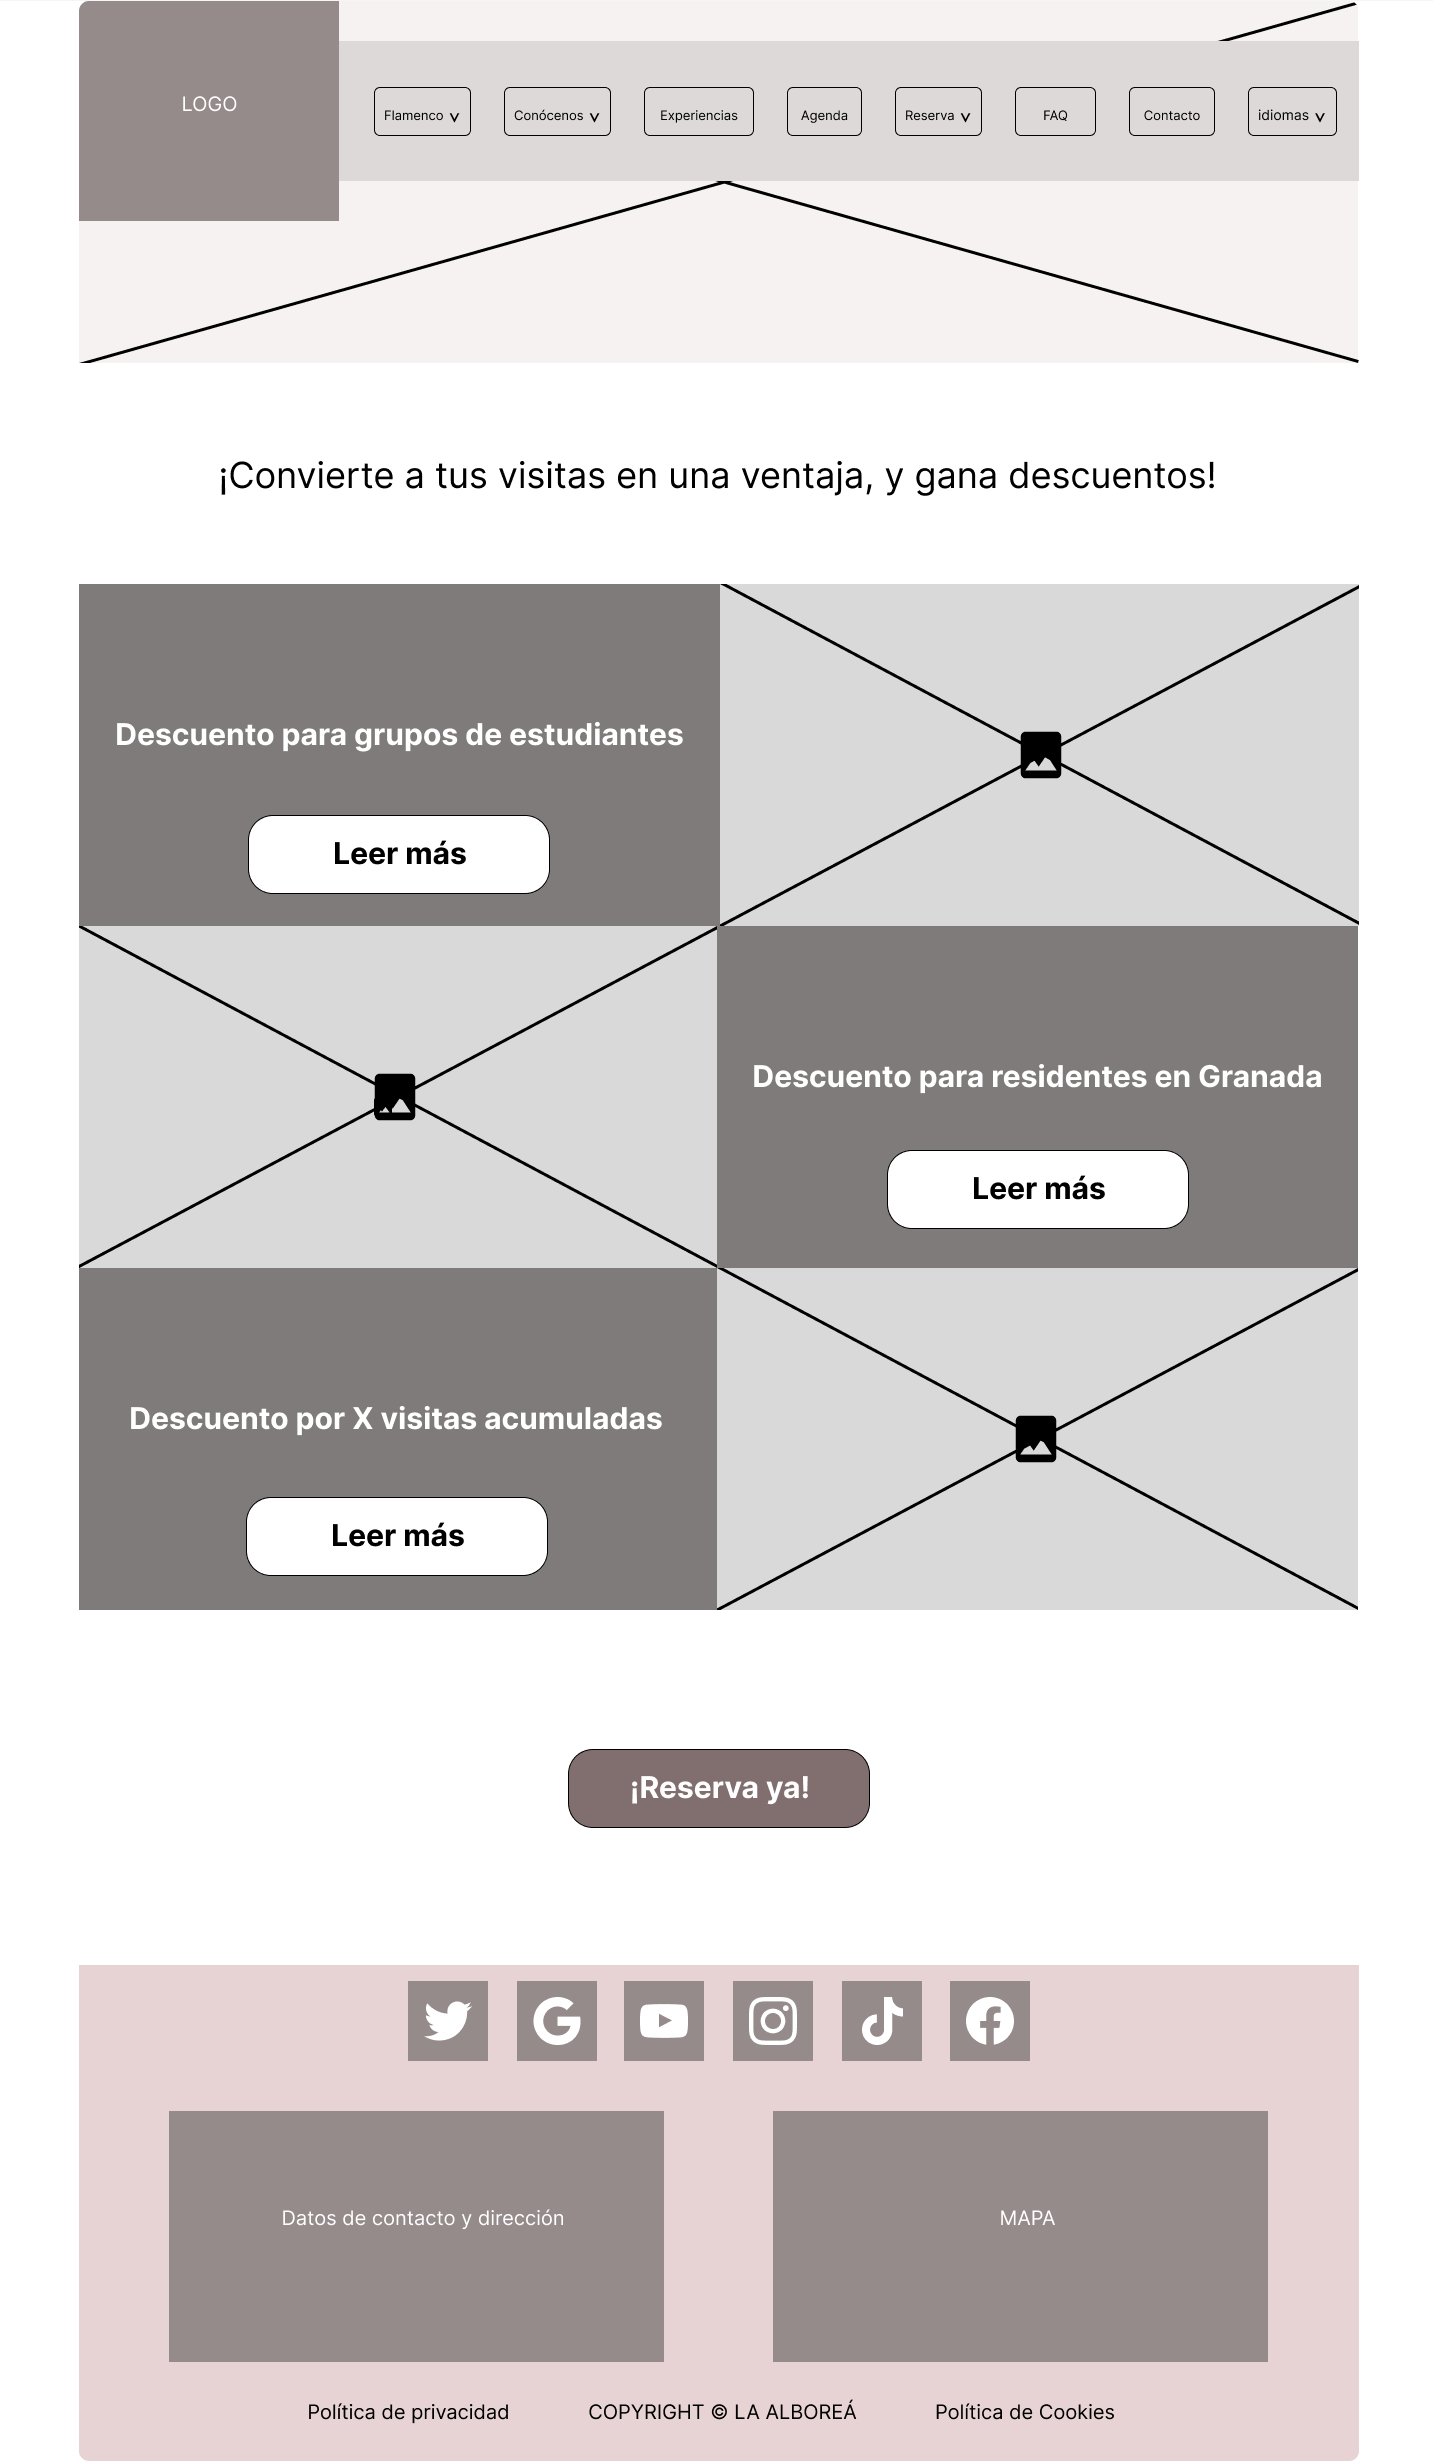 LOGO
Flamenco
Conócenos
Experiencias
Agenda
Reserva
FAQ
Contacto
idiomas
¡Convierte a tus visitas en una ventaja, y gana descuentos!
Descuento para grupos de estudiantes
Leer más
Descuento para residentes en Granada
Leer más
Descuento por X visitas acumuladas
Leer más
¡Reserva ya!
Datos de contacto y dirección
MAPA
Política de privacidad
COPYRIGHT © LA ALBOREÁ
Política de Cookies